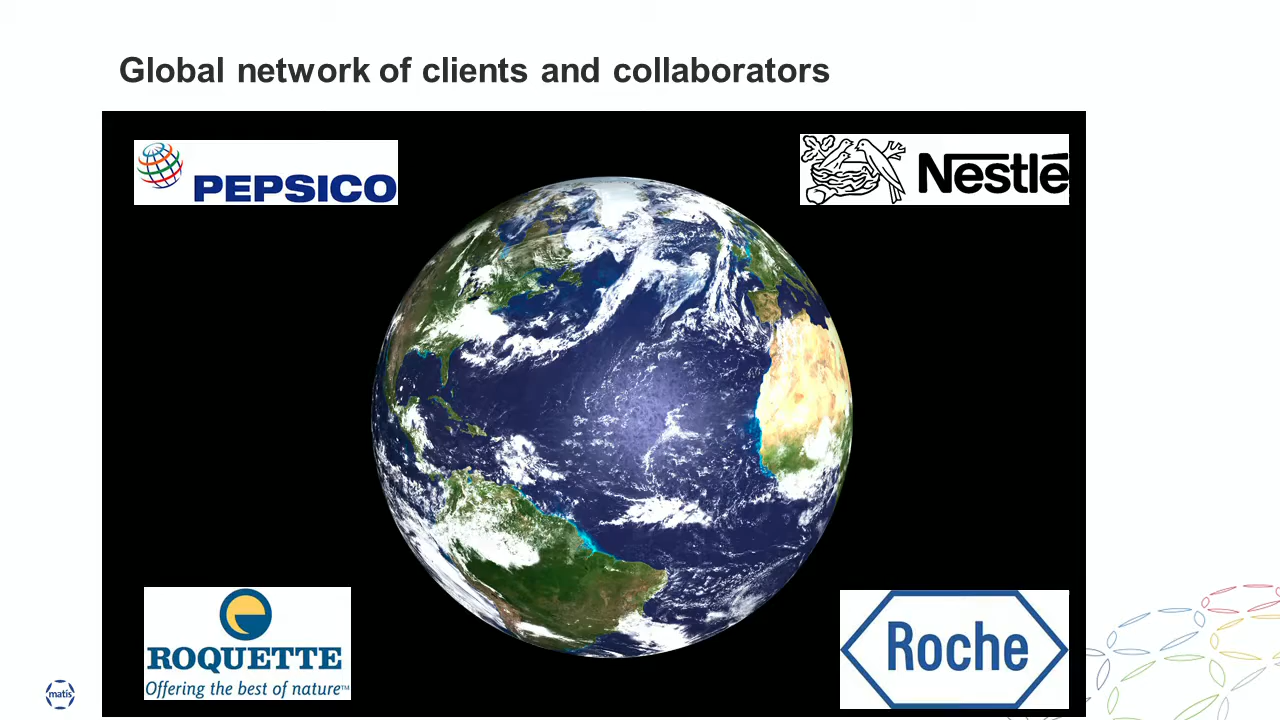 Global network of clients and collaborators
PEPSICO
Nestlé
ROQUETTE
Offering the best of nature™
Roche
matis